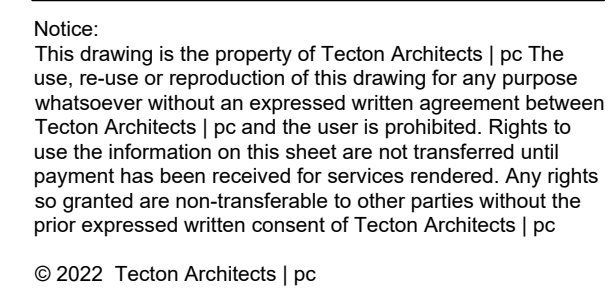 Notice:
This drawing is the property of Tecton Architects | pc The
use, re-use or reproduction of this drawing for any purpose
whatsoever without an expressed written agreement between
Tecton Architects | pc and the user is prohibited. Rights to
use the information on this sheet are not transferred until
payment has been received for services rendered. Any rights
so granted are non-transferable to other parties without the
prior expressed written consent of Tecton Architects | pc
© 2022 Tecton Architects | pc